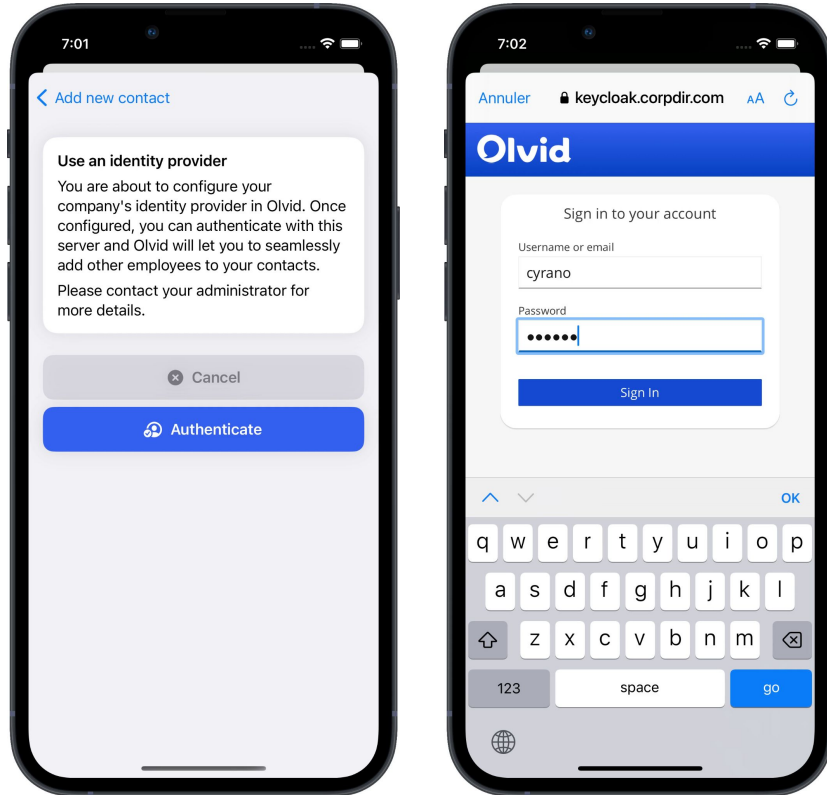 7:01
Add new contact
Use an identity provider
You are about to configure your
company's identity provider in Olvid. Once
configured, you can authenticate with this
server and Olvid will let you to seamlessly
add other employees to your contacts.
Please contact your administrator for
more details.
Cancel
Authenticate
7:02
Annuler
keycloak.corpdir.com
AA
Olvid
Sign in to your account
Username or email
cyrano
Password
••••••
Sign In
OK
q w e r t y u i o p
a s d f g h j k l
z x c v b n m
123 space go